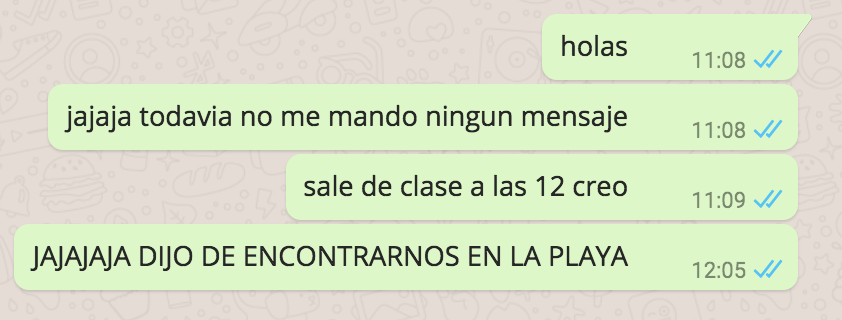 holas
11:08
jajaja todavia no me mando ningun mensaje
11:08
sale de clase a las 12 creo
11:09
JAJAJAJA DIJO DE ENCONTRARNOS EN LA PLAYA
12:05